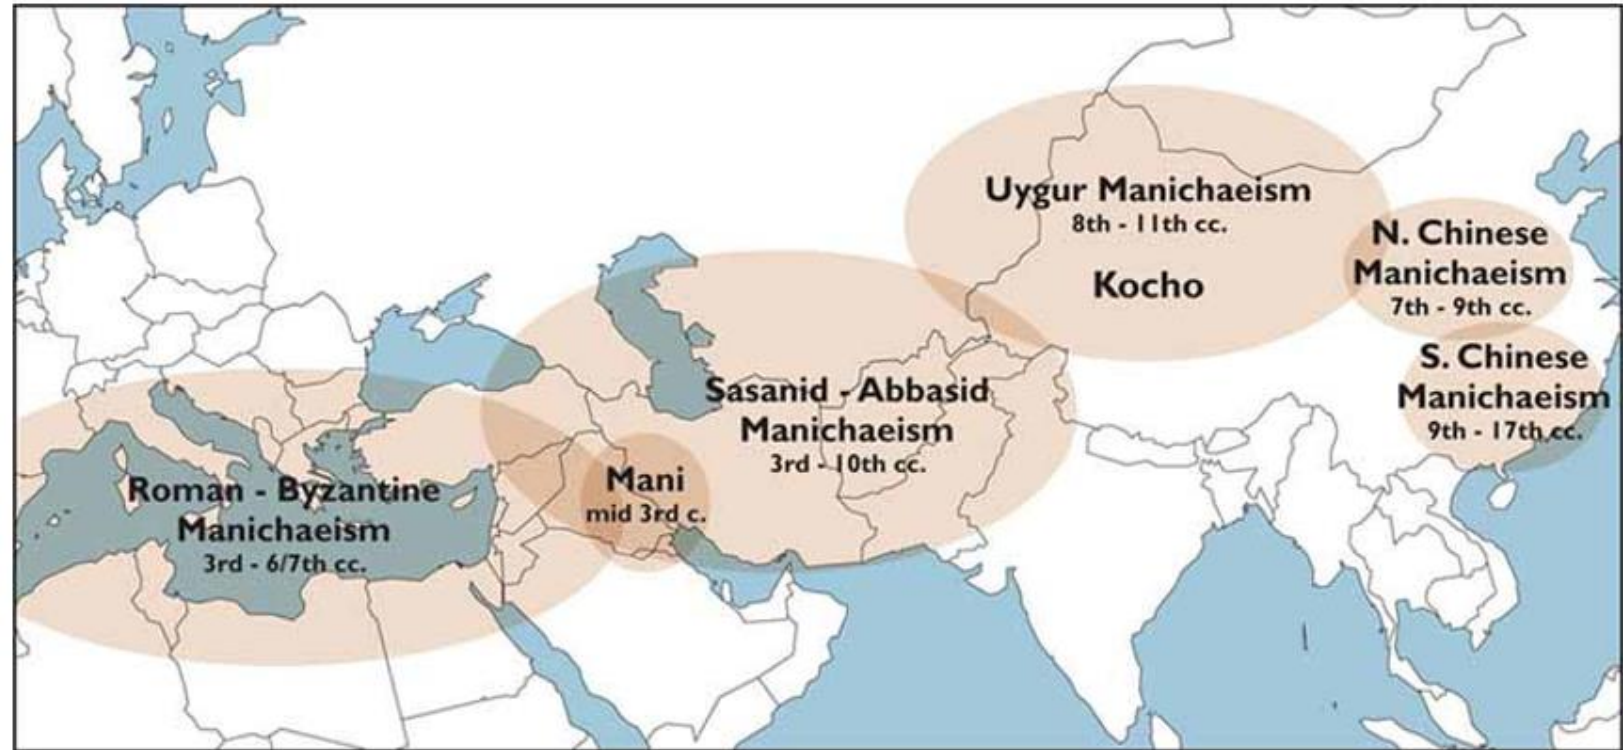 Uygur Manichaeism
8th - 11th cc.
Kocho
N. Chinese
Manichaeism
7th - 9th cc.
S. Chinese
Manichaeism
9th - 17th cc.
Sasanid - Abbasid
Manichaeism
3rd - 10th cc.
Mani
mid 3rd c.
Roman - Byzantine
Manichaeism
3rd - 6/7th cc.